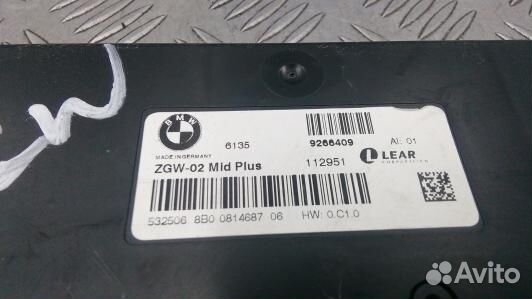 BMW
6135 9266409 AI: 01
MADE IN GERMANY
ZGW-02 Mid Plus 112951 LEAR
CORPORATION
532506 8B0 0814687 06 HW: 0.C1.0
Avito